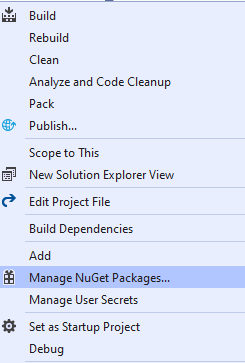 Build
Rebuild
Clean
Analyze and Code Cleanup
Pack
Publish...
Scope to This
New Solution Explorer View
Edit Project File
Build Dependencies
Add
Manage NuGet Packages...
Manage User Secrets
Set as Startup Project
Debug